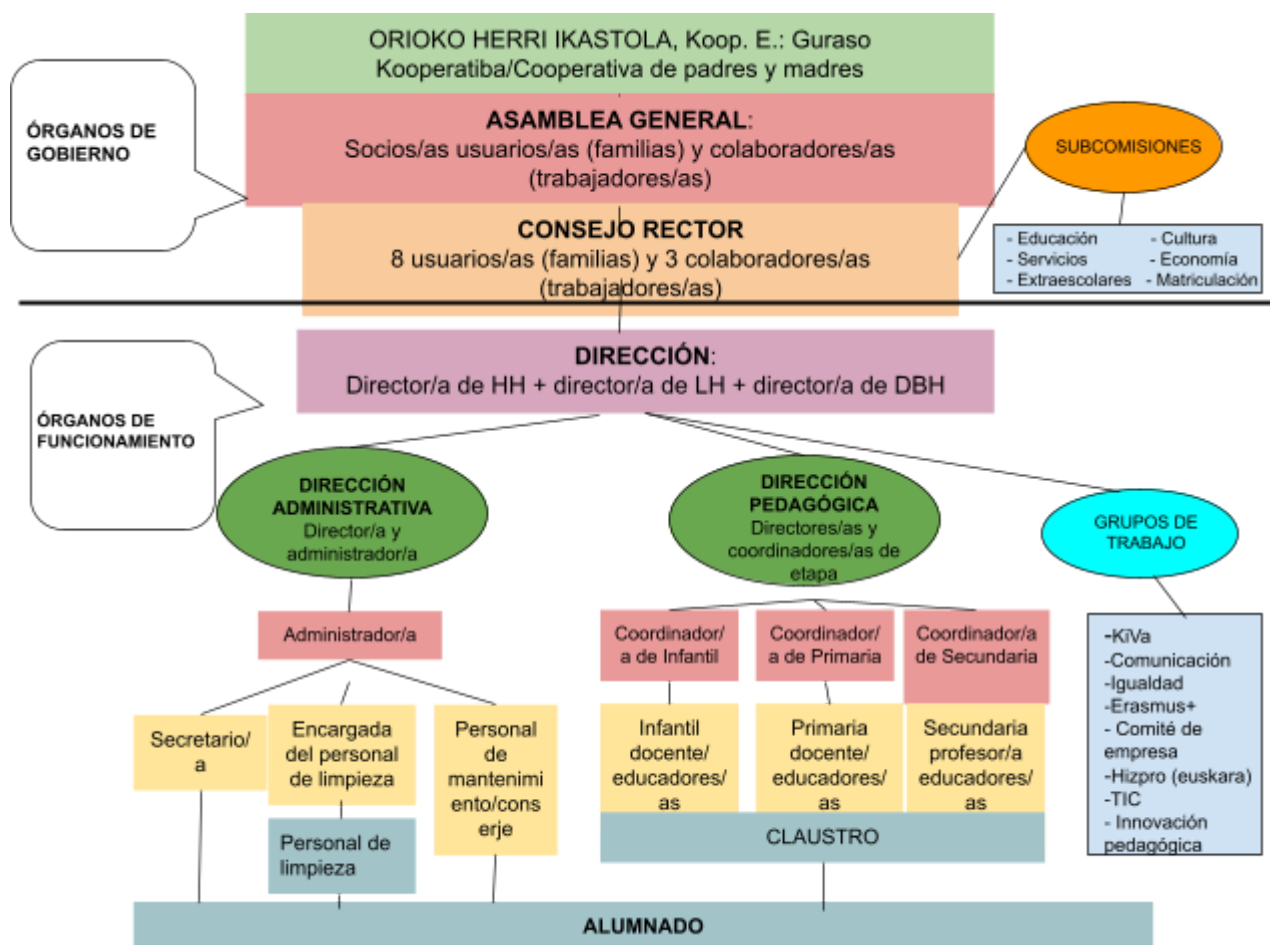 ORIOKO HERRI IKASTOLA, Koop. E.: Guraso
Kooperatiba/Cooperativa de padres y madres
ÓRGANOS DE
GOBIERNO
ASAMBLEA GENERAL:
Socios/as usuarios/as (familias) y colaboradores/as
(trabajadores/as)
SUBCOMISIONES
CONSEJO RECTOR
8 usuarios/as (familias) y 3 colaboradores/as
(trabajadores/as)
- Educación - Cultura
- Servicios - Economía
- Extraescolares - Matriculación
DIRECCIÓN:
Director/a de HH + director/a de LH + director/a de DBH
ÓRGANOS DE
FUNCIONAMIENTO
DIRECCIÓN
ADMINISTRATIVA
Director/a y
administrador/a
DIRECCIÓN
PEDAGÓGICA
Directores/as y
coordinadores/as de
etapa
GRUPOS DE
TRABAJO
Administrador/a
Coordinador/
a de Infantil
Coordinador/
a de Primaria
Coordinador/a
de Secundaria
-KiVa
-Comunicación
-Igualdad
-Erasmus+
- Comité de
empresa
-Hizpro (euskara)
-TIC
- Innovación
pedagógica
Secretario/
a
Encargada
del personal
de limpieza
Personal
de
mantenimi
ento/cons
erje
Infantil
docente/
educadores/
as
Primaria
docente/
educadores/
as
Secundaria
profesor/a
educadores/
as
Personal de
limpieza
CLAUSTRO
ALUMNADO